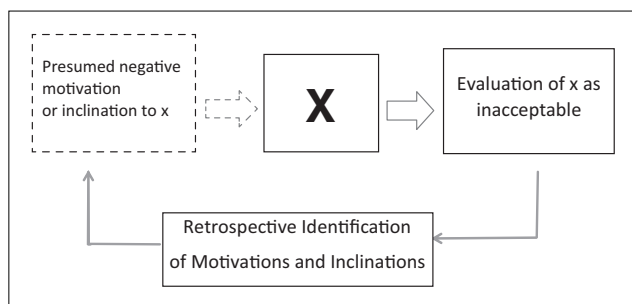 Presumed negative
motivation
or inclination to x
X
Evaluation of x as
inacceptable
Retrospective Identification
of Motivations and Inclinations